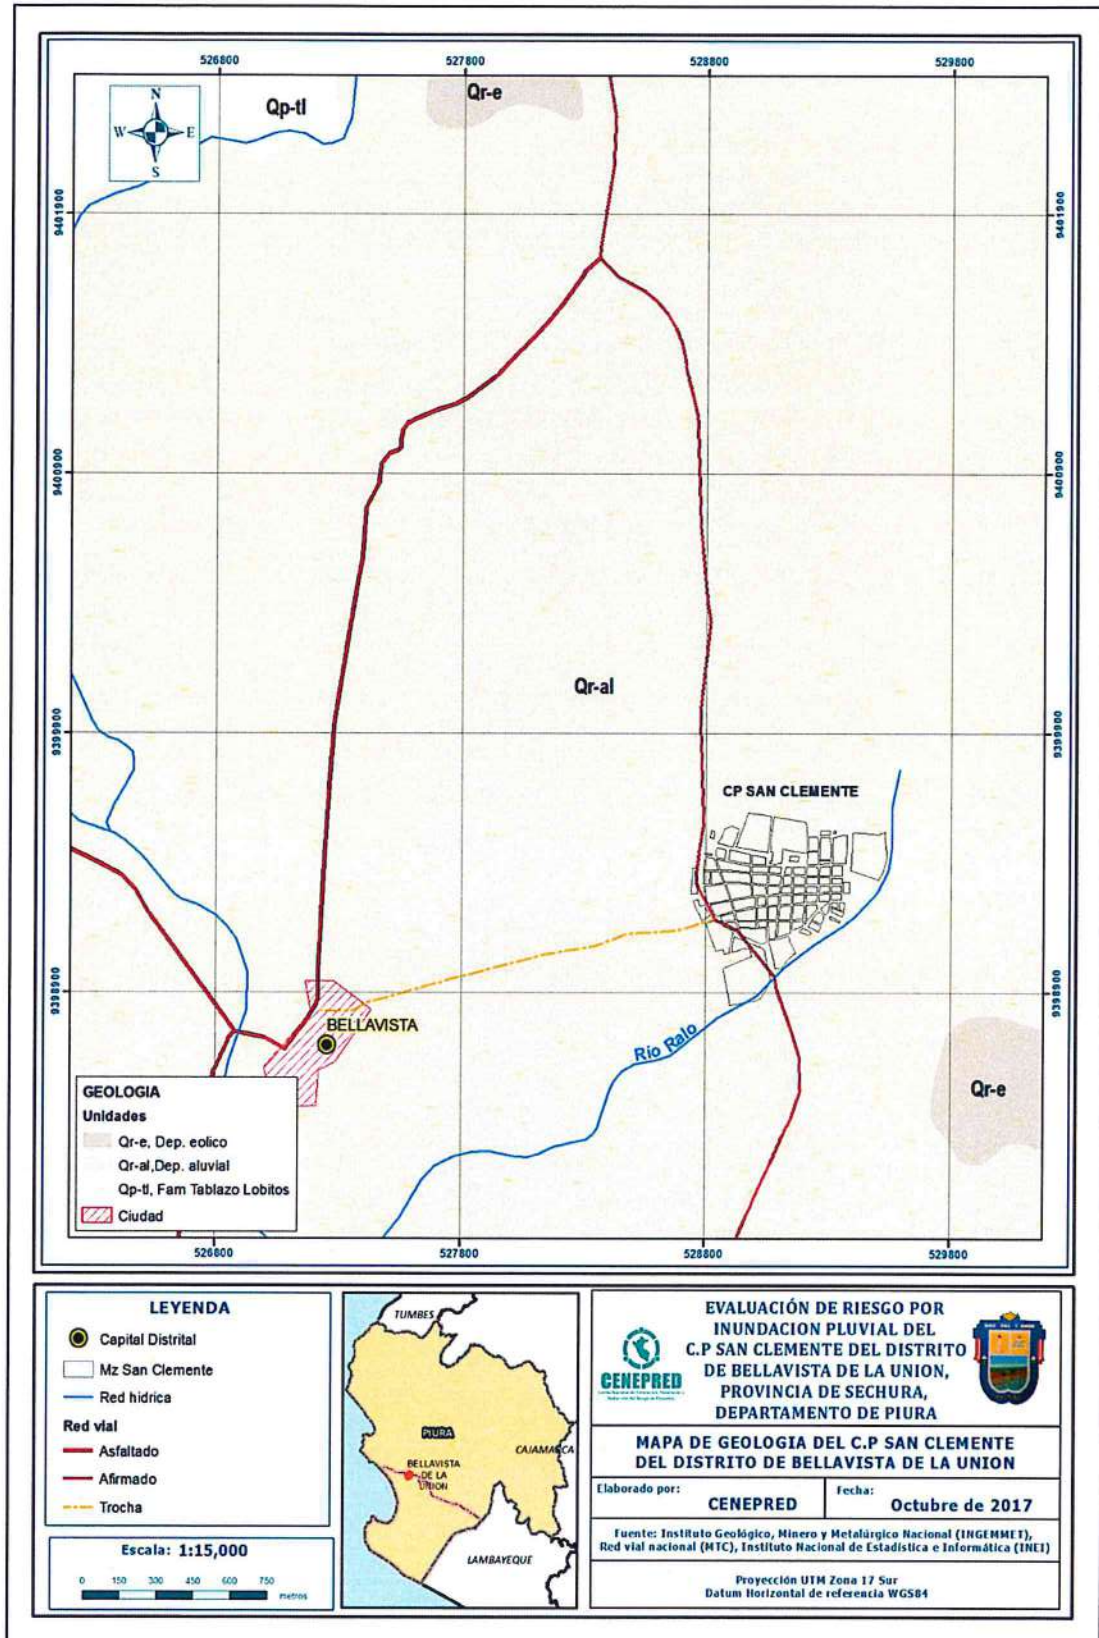 526800 527800 528800 529800
N
W E
S
Qp-tl
Qr-e
9401900 9401900
9400900 9400900
Qr-al
9399900 9399900
CP SAN CLEMENTE
9398900 9398900
BELLAVISTA
Río Ralo
Qr-e
GEOLOGIA
Unidades
Qr-e, Dep. eolico
Qr-al,Dep. aluvial
Qp-tl, Fam Tablazo Lobitos
Ciudad
526800 527800 528800 529800
LEYENDA
Capital Distrital
Mz San Clemente
Red hidrica
Red vial
Asfaltado
Afirmado
Trocha
Escala: 1:15,000
0 150 300 450 600 750
metros
TUMBES
PIURA
CAJAMARCA
BELLAVISTA
DE LA
UNION
LAMBAYEQUE
CENEPRED
EVALUACIÓN DE RIESGO POR
INUNDACION PLUVIAL DEL
C.P SAN CLEMENTE DEL DISTRITO
DE BELLAVISTA DE LA UNION,
PROVINCIA DE SECHURA,
DEPARTAMENTO DE PIURA
MAPA DE GEOLOGIA DEL C.P SAN CLEMENTE
DEL DISTRITO DE BELLAVISTA DE LA UNION
Elaborado por:
CENEPRED
Fecha:
Octubre de 2017
Fuente: Instituto Geológico, Minero y Metalúrgico Nacional (INGEMMET),
Red vial nacional (MTC), Instituto Nacional de Estadística e Informática (INEI)
Proyección UTM Zona 17 Sur
Datum Horizontal de referencia WGS84